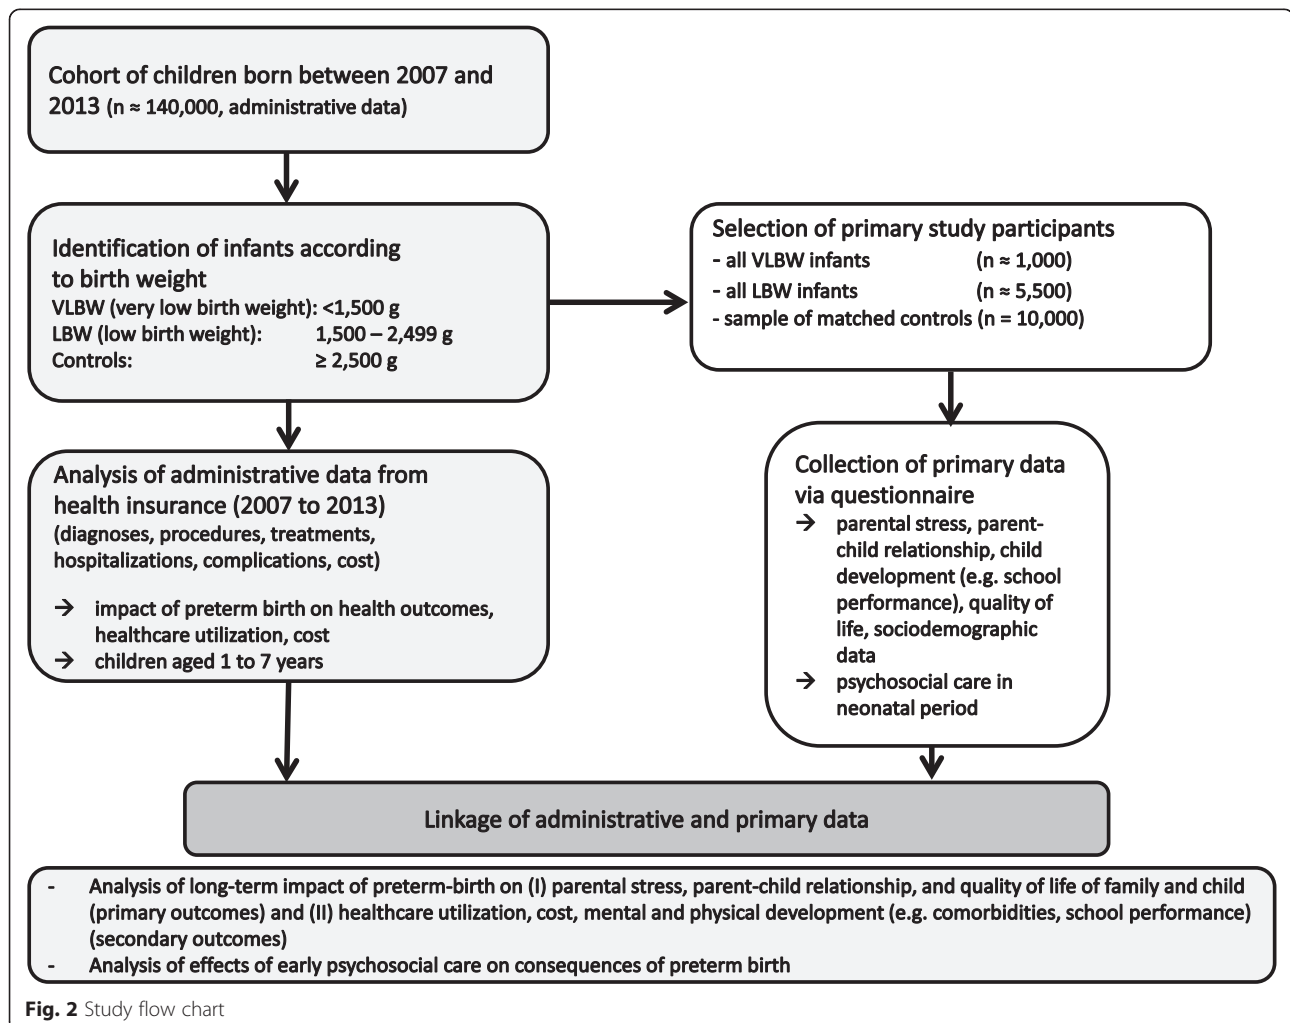 Cohort of children born between 2007 and
2013 (n ≈ 140,000, administrative data)
Identification of infants according
to birth weight
VLBW (very low birth weight): <1,500 g
LBW (low birth weight): 1,500 – 2,499 g
Controls: ≥ 2,500 g
Selection of primary study participants
- all VLBW infants (n ≈ 1,000)
- all LBW infants (n ≈ 5,500)
- sample of matched controls (n = 10,000)
Analysis of administrative data from
health insurance (2007 to 2013)
(diagnoses, procedures, treatments,
hospitalizations, complications, cost)
→ impact of preterm birth on health outcomes,
healthcare utilization, cost
→ children aged 1 to 7 years
Collection of primary data
via questionnaire
→ parental stress, parent-
child relationship, child
development (e.g. school
performance), quality of
life, sociodemographic
data
→ psychosocial care in
neonatal period
Linkage of administrative and primary data
- Analysis of long-term impact of preterm-birth on (I) parental stress, parent-child relationship, and quality of life of family and child
(primary outcomes) and (II) healthcare utilization, cost, mental and physical development (e.g. comorbidities, school performance)
(secondary outcomes)
- Analysis of effects of early psychosocial care on consequences of preterm birth
Fig. 2 Study flow chart